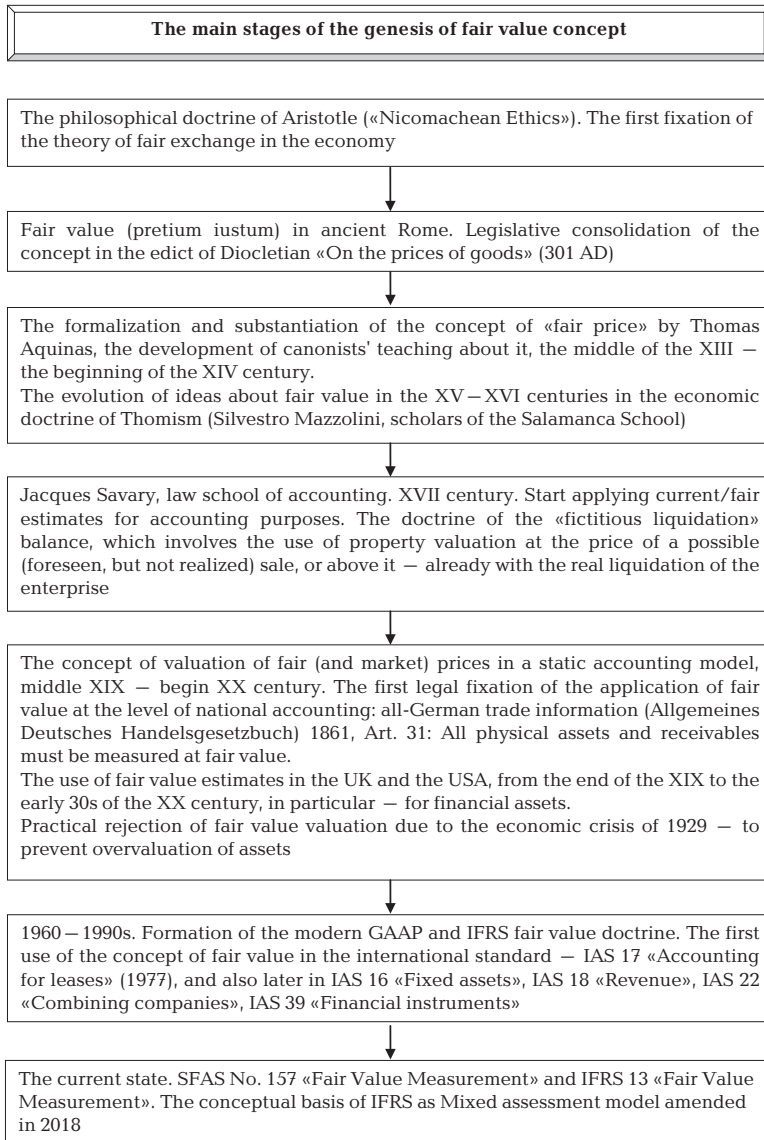 The main stages of the genesis of fair value concept
The philosophical doctrine of Aristotle («Nicomachean Ethics»). The first fixation of
the theory of fair exchange in the economy
Fair value (pretium iustum) in ancient Rome. Legislative consolidation of the
concept in the edict of Diocletian «On the prices of goods» (301 AD)
The formalization and substantiation of the concept of «fair price» by Thomas
Aquinas, the development of canonists' teaching about it, the middle of the XIII –
the beginning of the XIV century.
The evolution of ideas about fair value in the XV–XVI centuries in the economic
doctrine of Thomism (Silvestro Mazzolini, scholars of the Salamanca School)
Jacques Savary, law school of accounting. XVII century. Start applying current/fair
estimates for accounting purposes. The doctrine of the «fictitious liquidation»
balance, which involves the use of property valuation at the price of a possible
(foreseen, but not realized) sale, or above it – already with the real liquidation of the
enterprise
The concept of valuation of fair (and market) prices in a static accounting model,
middle XIX – begin XX century. The first legal fixation of the application of fair
value at the level of national accounting: all-German trade information (Allgemeines
Deutsches Handelsgesetzbuch) 1861, Art. 31: All physical assets and receivables
must be measured at fair value.
The use of fair value estimates in the UK and the USA, from the end of the XIX to the
early 30s of the XX century, in particular – for financial assets.
Practical rejection of fair value valuation due to the economic crisis of 1929 – to
prevent overvaluation of assets
1960–1990s. Formation of the modern GAAP and IFRS fair value doctrine. The first
use of the concept of fair value in the international standard – IAS 17 «Accounting
for leases» (1977), and also later in IAS 16 «Fixed assets», IAS 18 «Revenue», IAS 22
«Combining companies», IAS 39 «Financial instruments»
The current state. SFAS No. 157 «Fair Value Measurement» and IFRS 13 «Fair Value
Measurement». The conceptual basis of IFRS as Mixed assessment model amended
in 2018